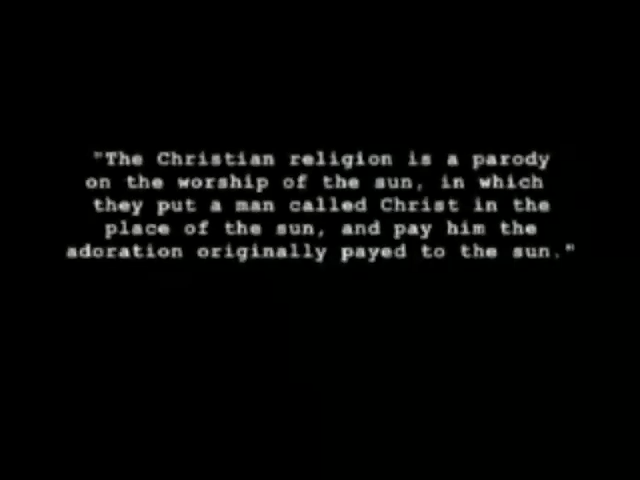 "The Christian religion is a parody
on the worship of the sun, in which
they put a man called Christ in the
place of the sun, and pay him the
adoration originally payed to the sun."